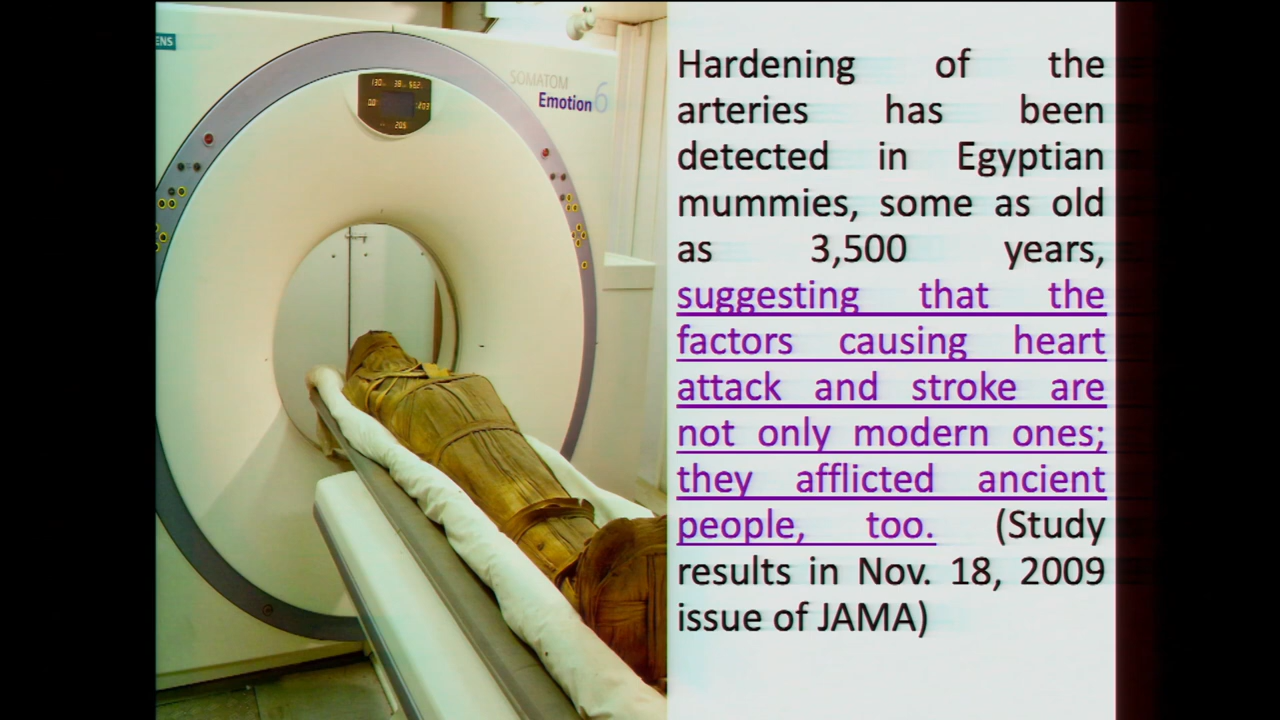 ENS
SOMATOM
Emotion 6
Hardening of the
arteries has been
detected in Egyptian
mummies, some as old
as 3,500 years,
suggesting that the
factors causing heart
attack and stroke are
not only modern ones;
they afflicted ancient
people, too. (Study
results in Nov. 18, 2009
issue of JAMA)